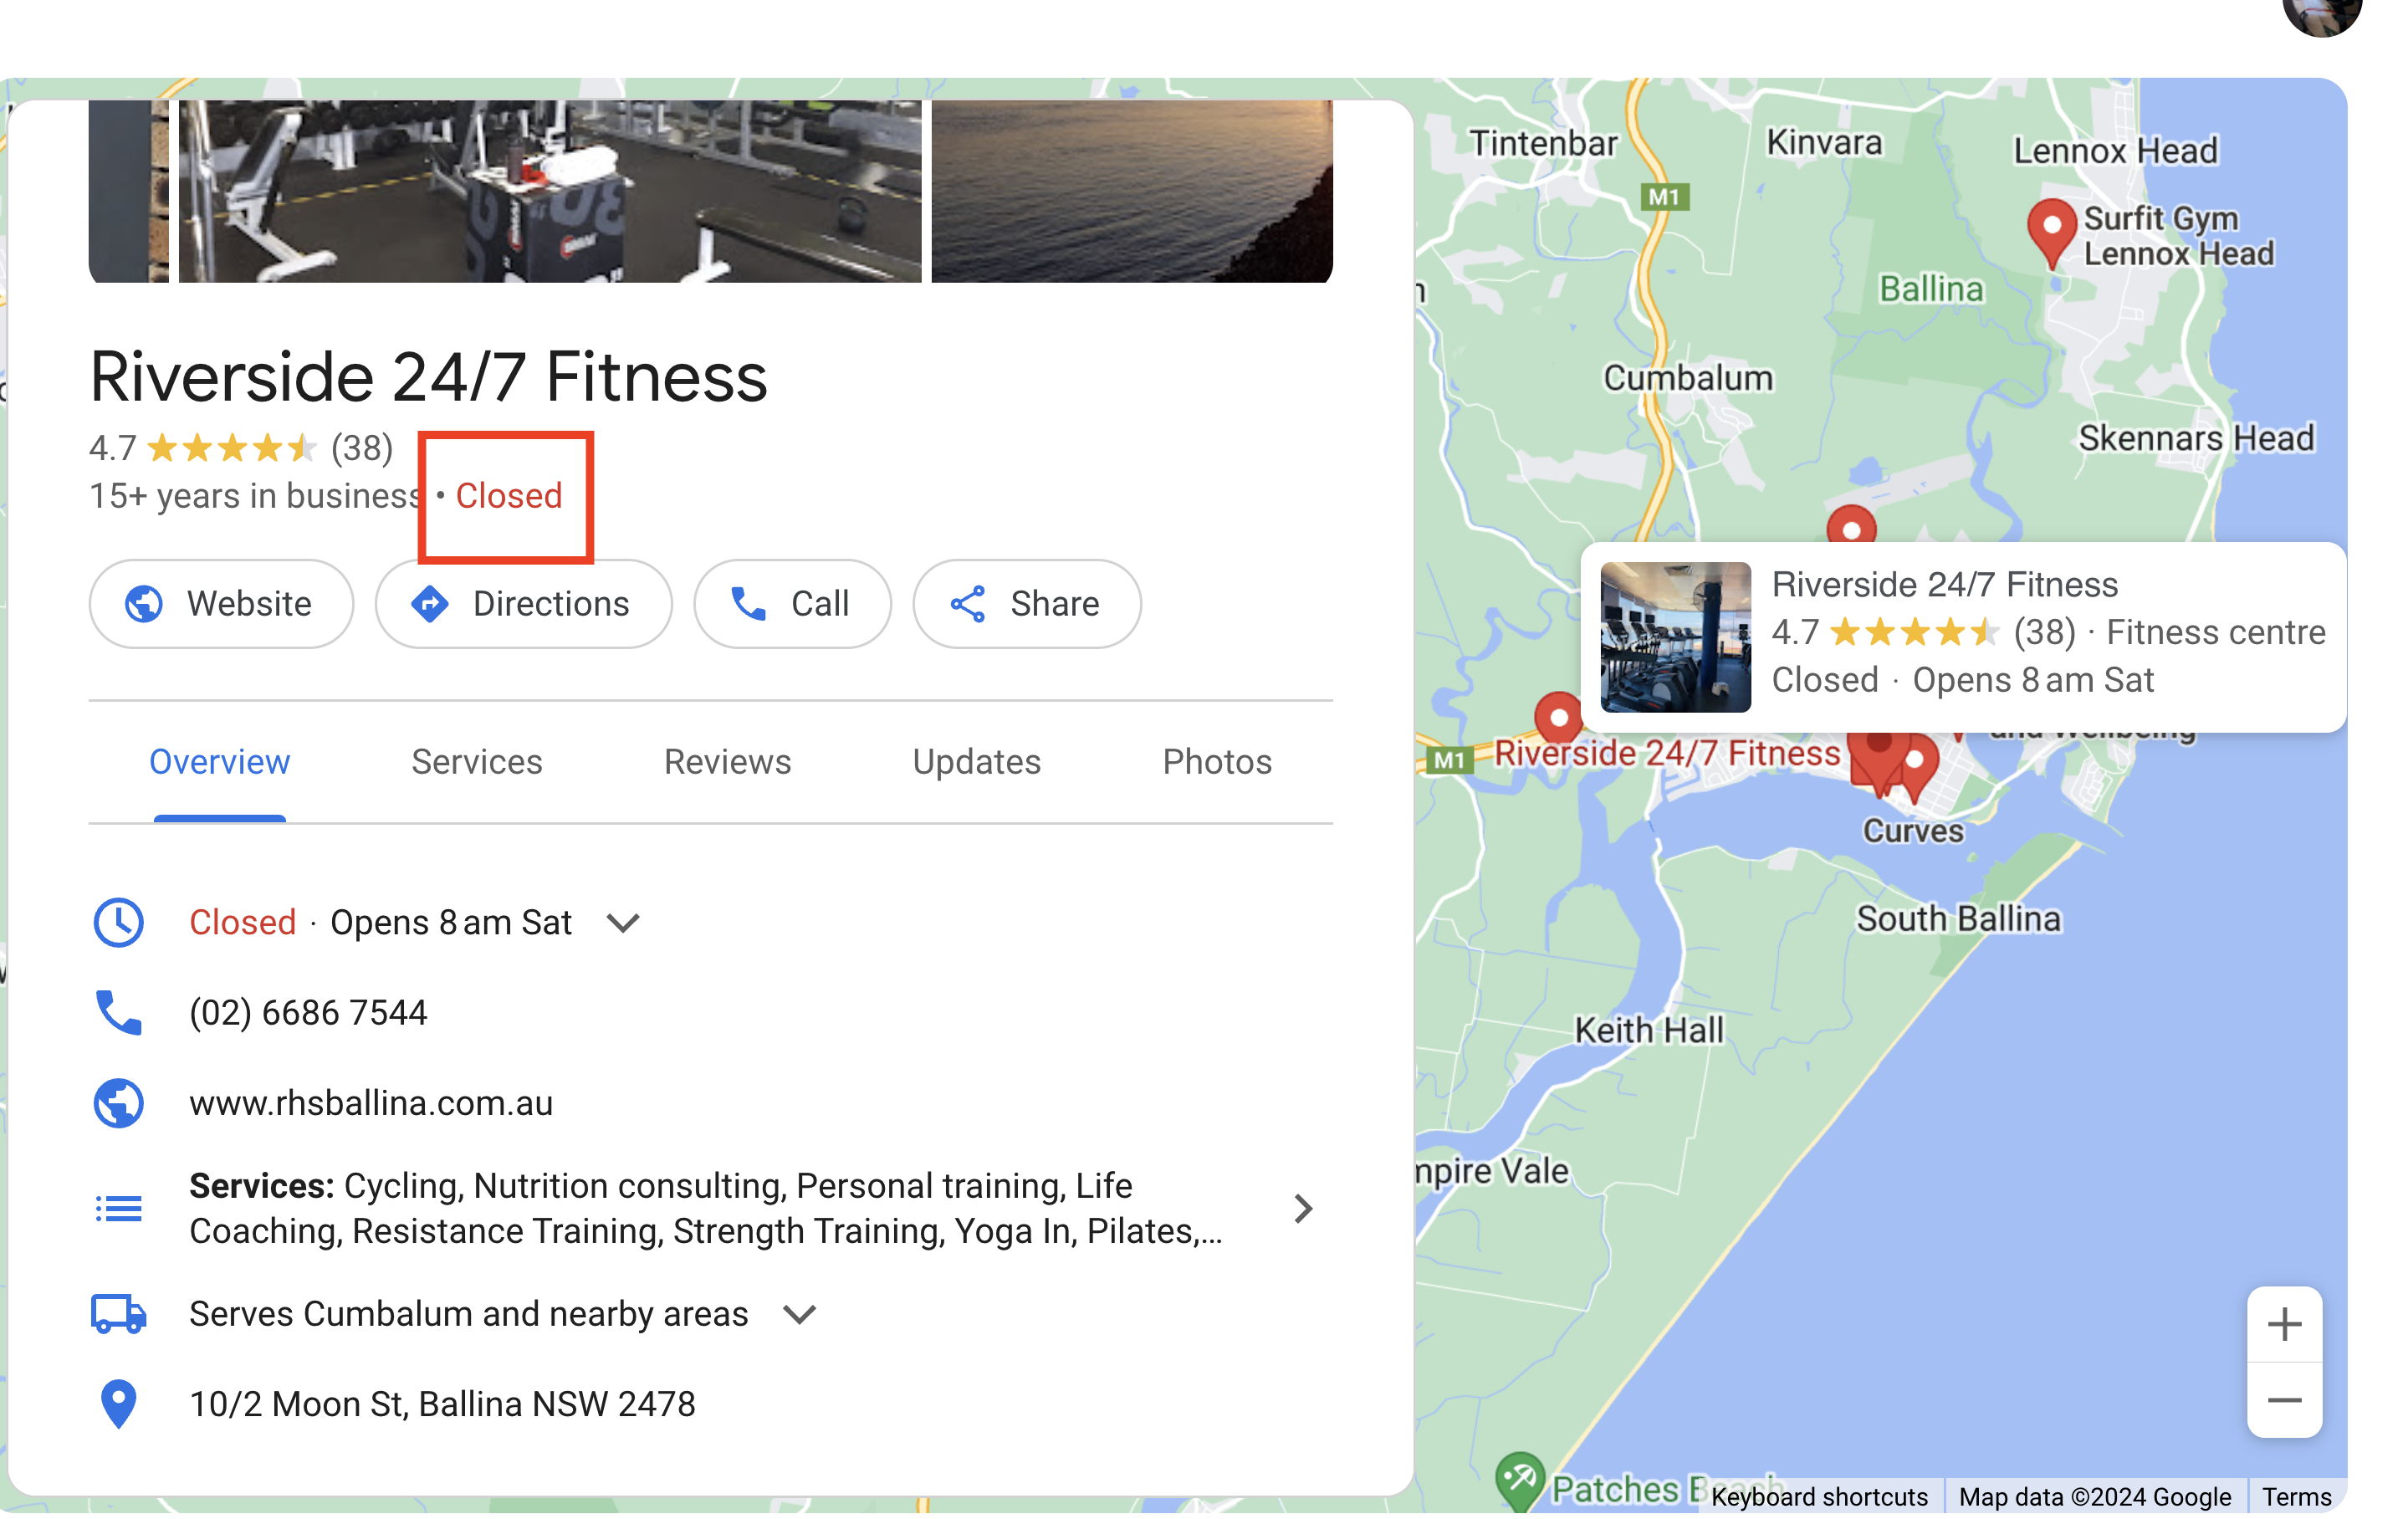 Riverside 24/7 Fitness
4.7 (38)
15+ years in business • Closed
Website
Directions
Call
Share
Overview
Services
Reviews
Updates
Photos
Closed · Opens 8 am Sat
(02) 6686 7544
www.rhsballina.com.au
Services: Cycling, Nutrition consulting, Personal training, Life
Coaching, Resistance Training, Strength Training, Yoga In, Pilates,...
Serves Cumbalum and nearby areas
10/2 Moon St, Ballina NSW 2478
Tintenbar
Kinvara
Lennox Head
M1
Surfit Gym
Lennox Head
Ballina
Cumbalum
Skennars Head
Riverside 24/7 Fitness
4.7 (38) · Fitness centre
Closed · Opens 8 am Sat
and Wellbeing
M1
Riverside 24/7 Fitness
Curves
South Ballina
Keith Hall
mpire Vale
Patches Beach
Keyboard shortcuts
Map data ©2024 Google
Terms